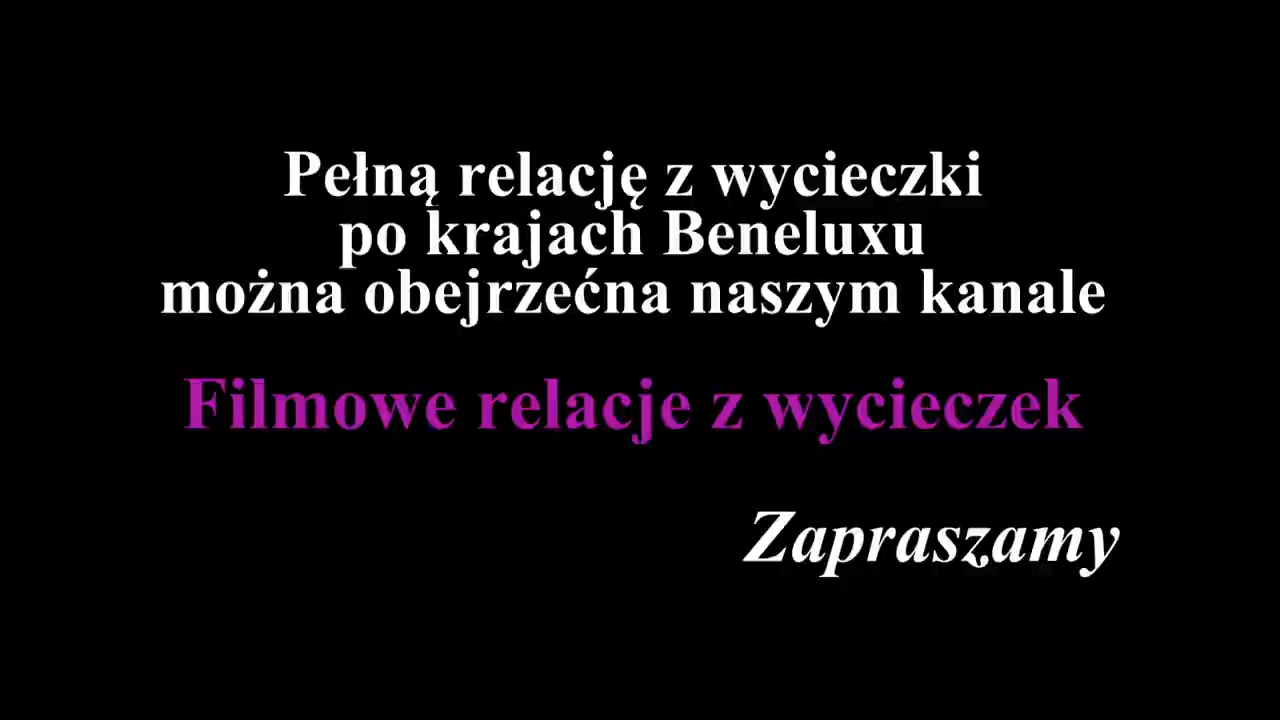 Pełną relację z wycieczki
po krajach Beneluxu
można obejrzećna naszym kanale
Filmowe relacje z wycieczek
Zapraszamy